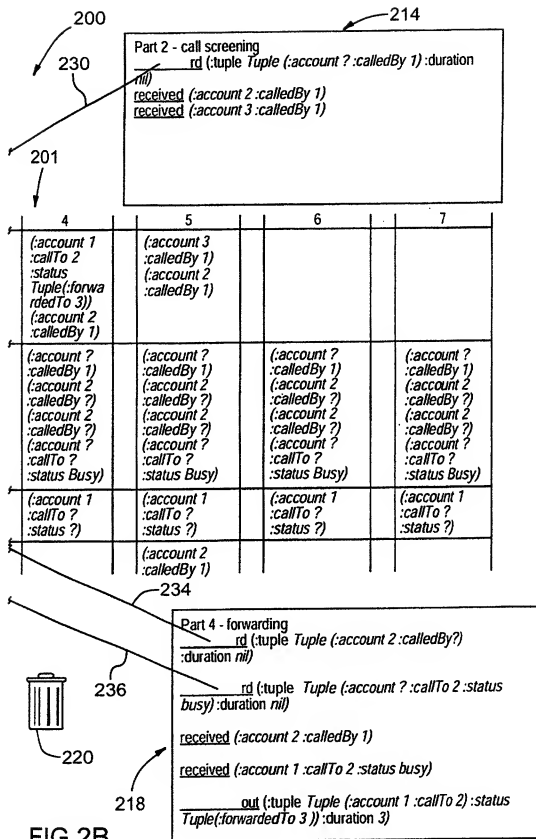 200
214
230
Part 2 - call screening
rd (:tuple Tuple (:account ? :calledBy 1) :duration
nil)
received (:account 2 :calledBy 1)
received (:account 3 :calledBy 1)
201
4 5 6 7
(:account 1
:callTo 2
:status
Tuple(:forwa
rdedTo 3))
(:account 2
:calledBy 1)
(:account 3
:calledBy 1)
(:account 2
:calledBy 1)
(:account ?
:calledBy 1)
(:account 2
:calledBy ?)
(:account 2
:calledBy ?)
(:account ?
:callTo ?
:status Busy)
(:account ?
:calledBy 1)
(:account 2
:calledBy ?)
(:account 2
:calledBy ?)
(:account ?
:callTo ?
:status Busy)
(:account ?
:calledBy 1)
(:account 2
:calledBy ?)
(:account 2
:calledBy ?)
(:account ?
:callTo ?
:status Busy)
(:account ?
:calledBy 1)
(:account 2
:calledBy ?)
(:account 2
:calledBy ?)
(:account ?
:callTo ?
:status Busy)
(:account 1
:callTo ?
:status ?)
(:account 1
:callTo ?
:status ?)
(:account 1
:callTo ?
:status ?)
(:account 1
:callTo ?
:status ?)
(:account 2
:calledBy 1)
234
236
220
218
Part 4 - forwarding
rd (:tuple Tuple (:account 2 :calledBy?)
:duration nil)
rd (:tuple Tuple (:account ? :callTo 2 :status
busy) :duration nil)
received (:account 2 :calledBy 1)
received (:account 1 :callTo 2 :status busy)
out (:tuple Tuple (:account 1 :callTo 2) :status
Tuple(:forwardedTo 3 )) :duration 3)
FIG 2B